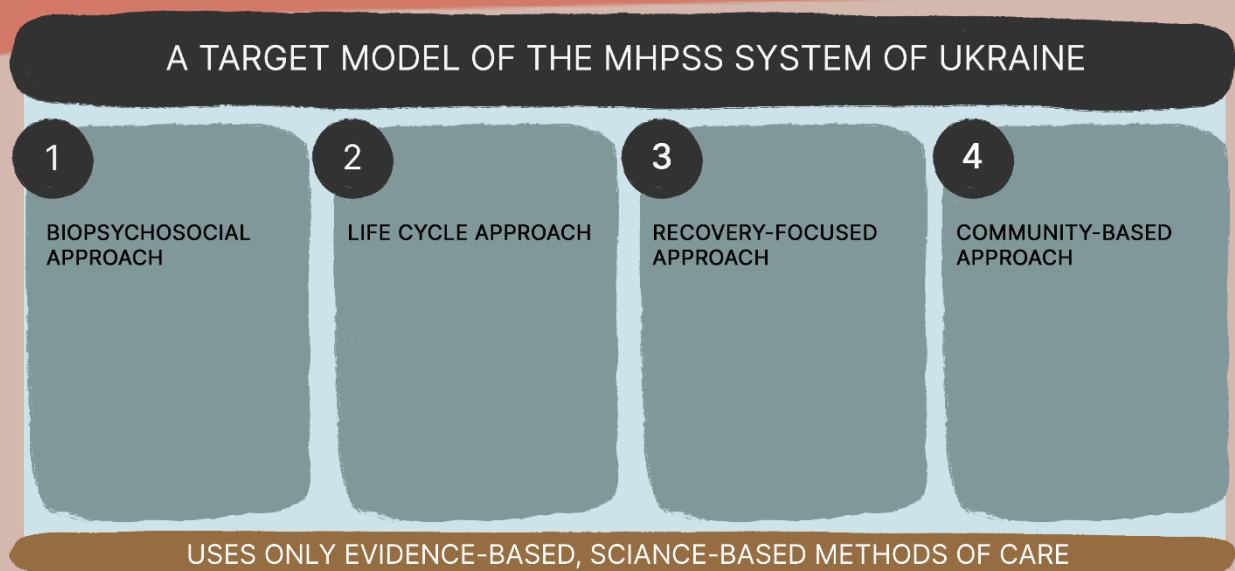 A TARGET MODEL OF THE MHPSS SYSTEM OF UKRAINE
1
BIOPSYCHOSOCIAL
APPROACH
2
LIFE CYCLE APPROACH
3
RECOVERY-FOCUSED
APPROACH
4
COMMUNITY-BASED
APPROACH
USES ONLY EVIDENCE-BASED, SCIANCE-BASED METHODS OF CARE